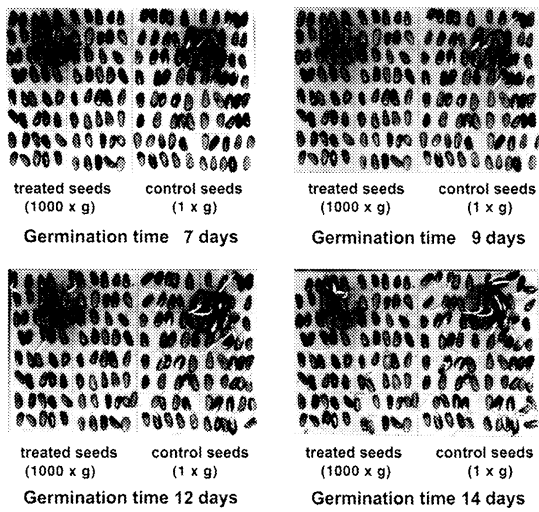 treated seeds control seeds
(1000 x g) (1 x g)
Germination time 7 days
treated seeds control seeds
(1000 x g) (1 x g)
Germination time 9 days
treated seeds control seeds
(1000 x g) (1 x g)
Germination time 12 days
treated seeds control seeds
(1000 x g) (1 x g)
Germination time 14 days